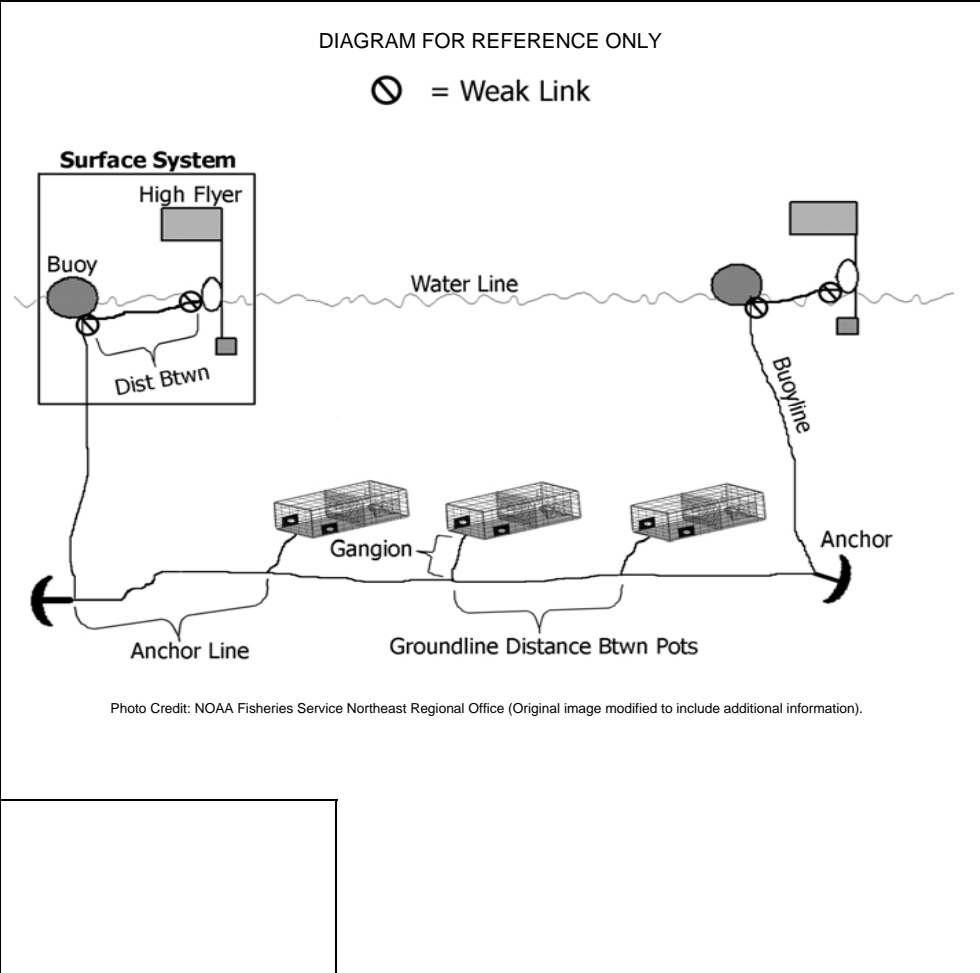 DIAGRAM FOR REFERENCE ONLY
= Weak Link
Surface System
High Flyer
Buoy
Water Line
Dist Btwn
Buoyline
Gangion
Anchor
Anchor Line
Groundline Distance Btwn Pots
Photo Credit: NOAA Fisheries Service Northeast Regional Office (Original image modified to include additional information).